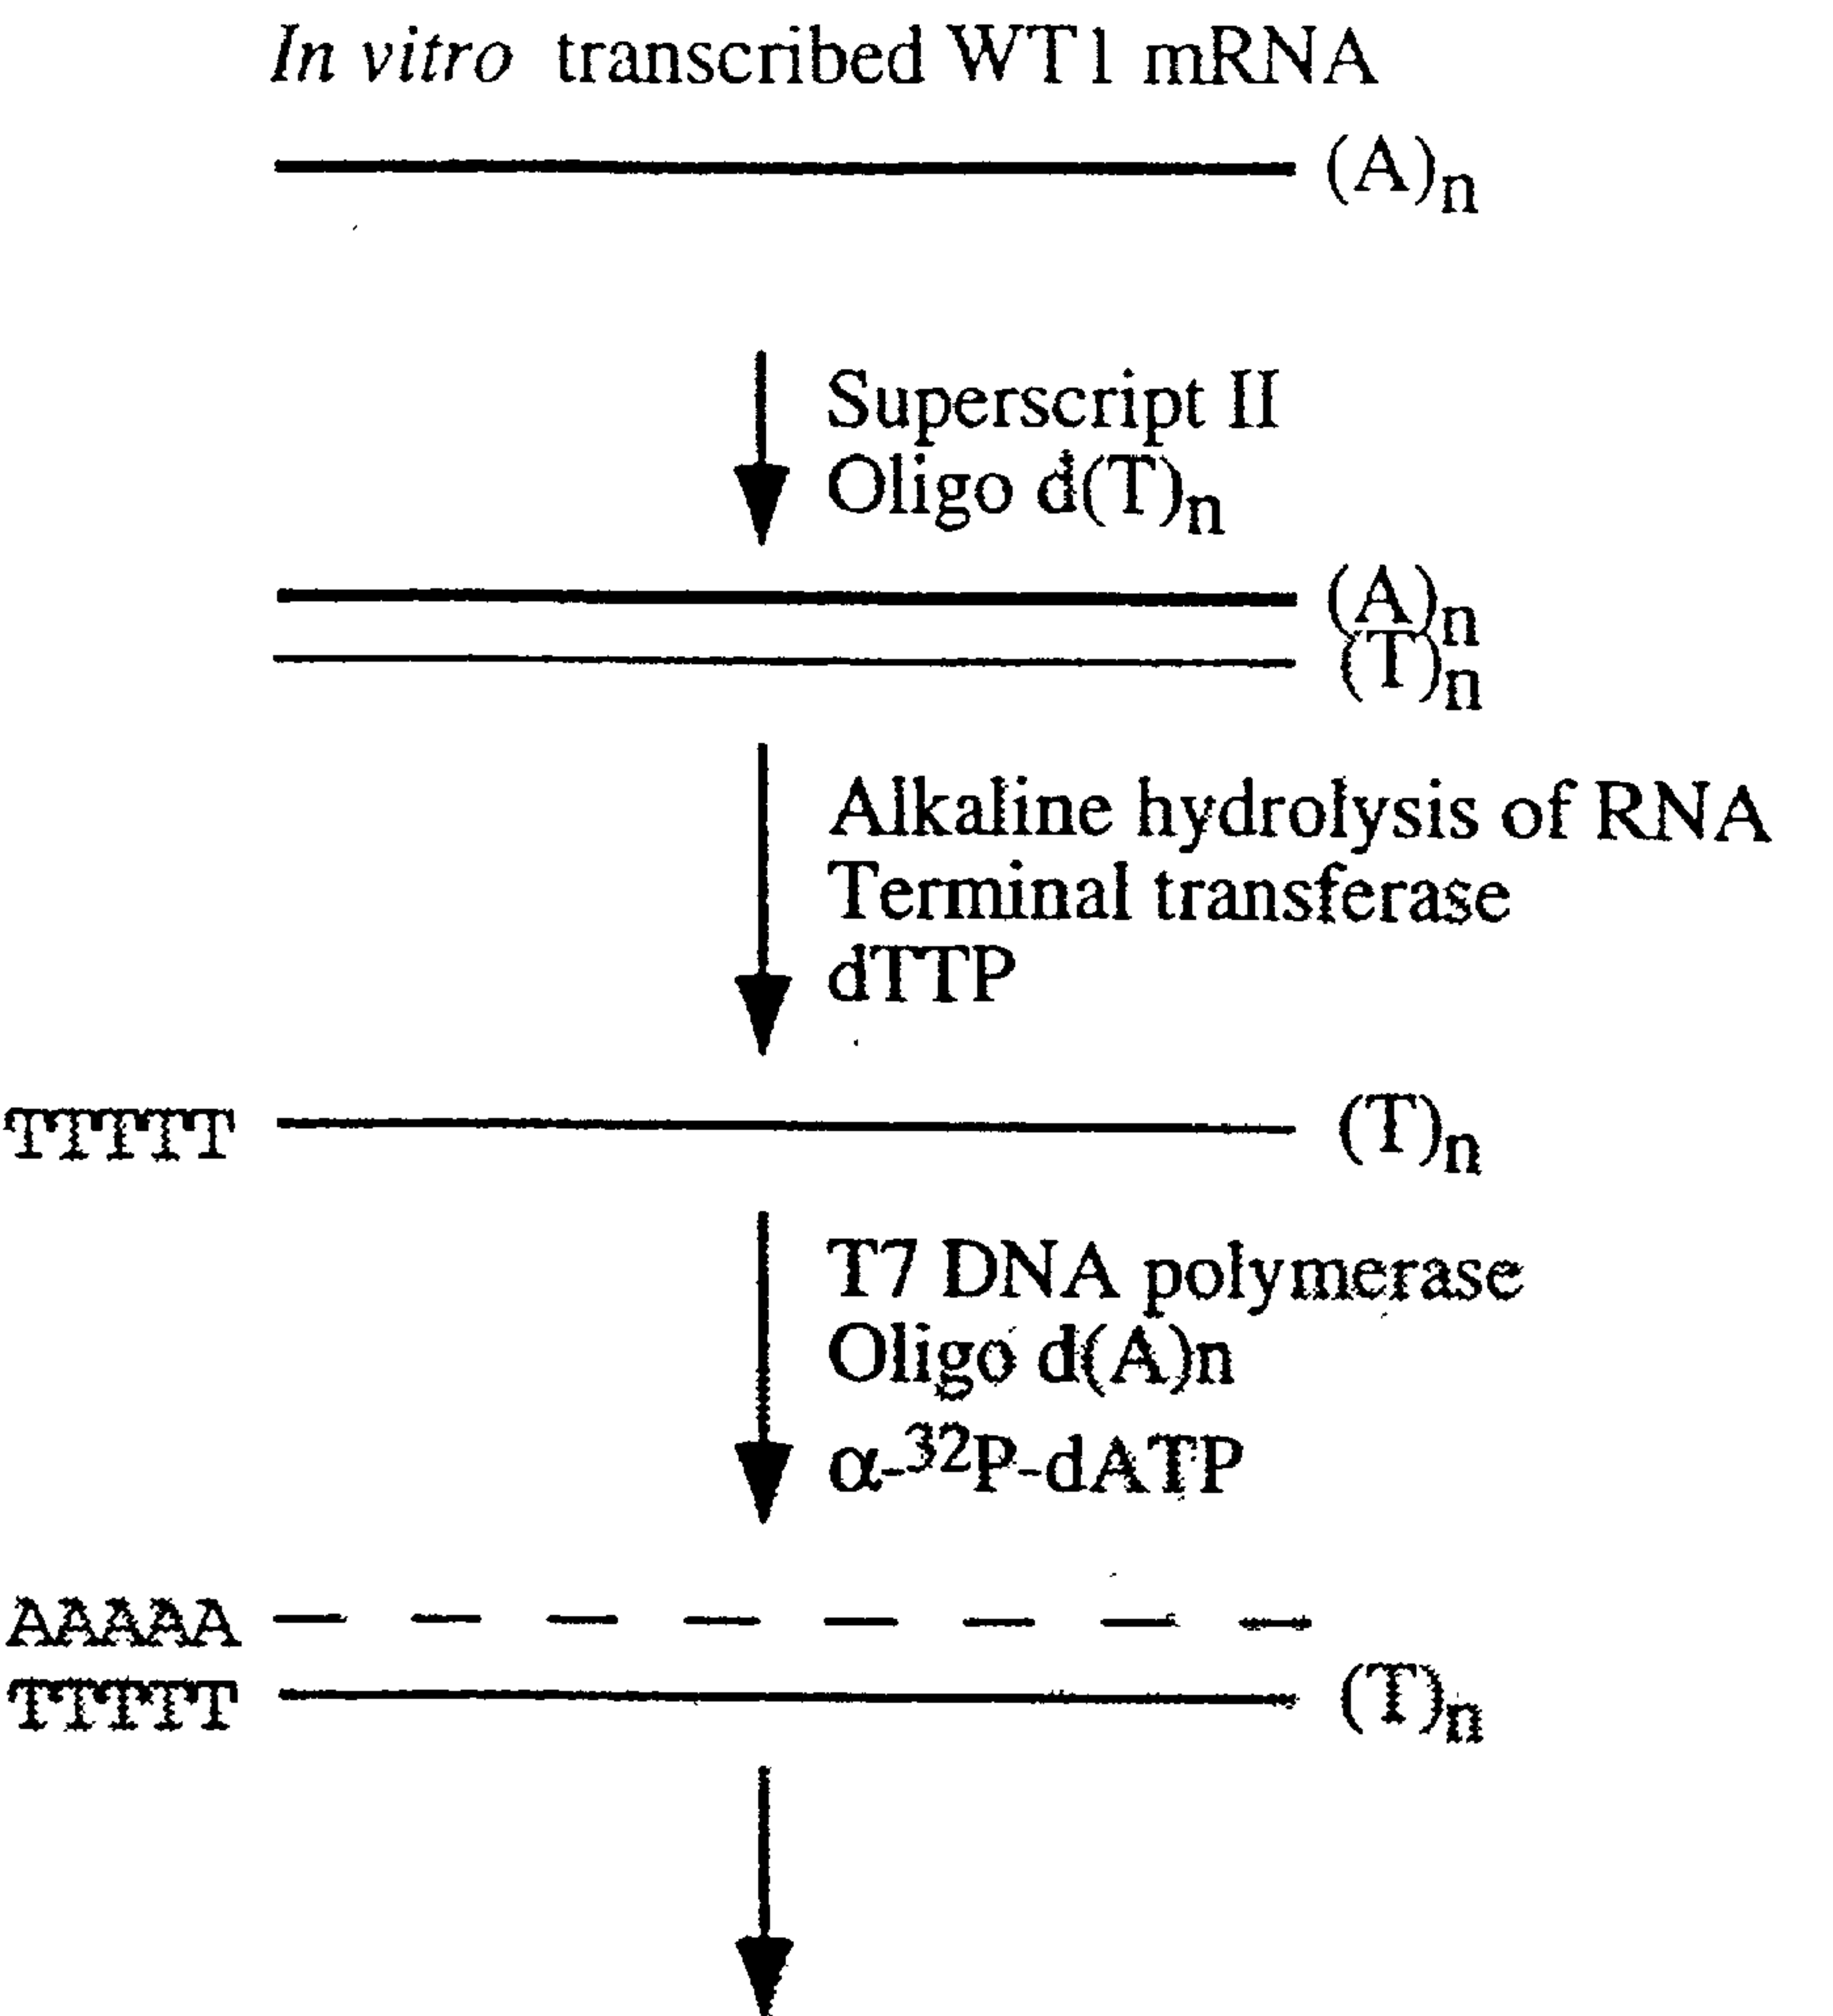 In vitro transcribed WT1 mRNA
(A)n
Superscript II
Oligo d(T)n
(A)n
(T)n
Alkaline hydrolysis of RNA
Terminal transferase
dTTP
TTTTT (T)n
T7 DNA polymerase
Oligo d(A)n
α-³²P-dATP
AAAAA
TTTTT (T)n